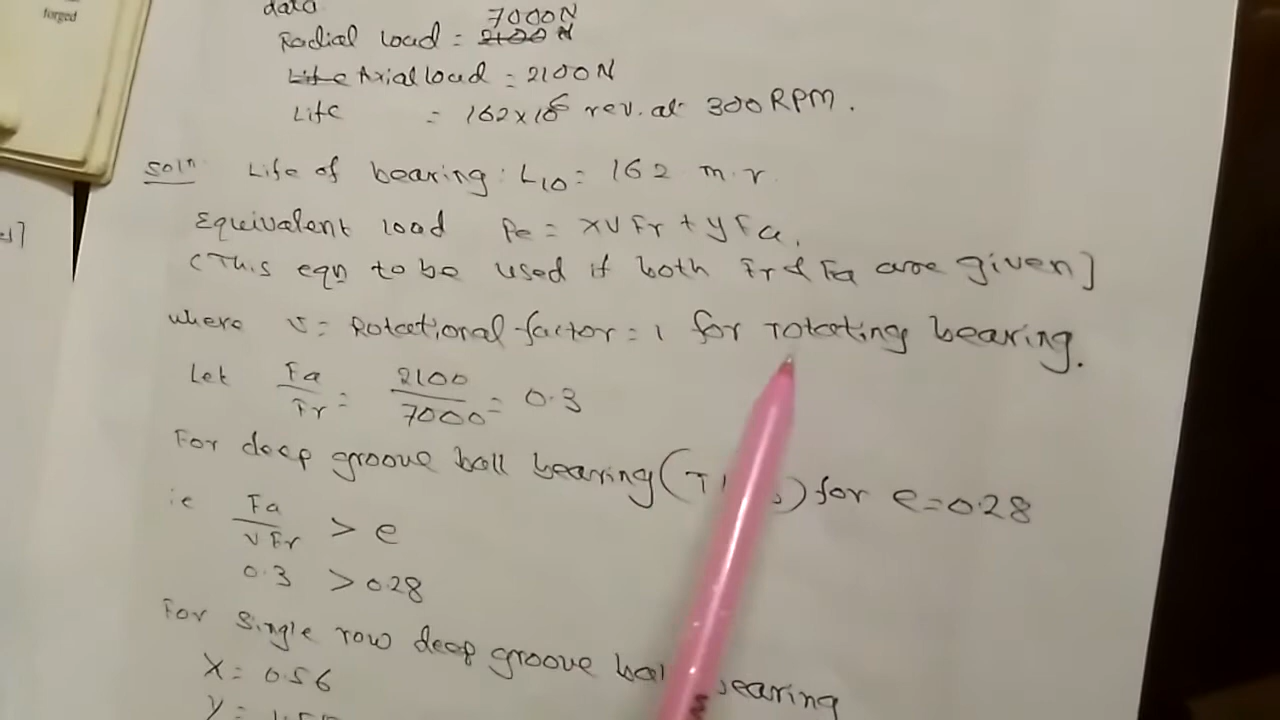 forged
data
7000N
Radial load = 2100 N
Life Axial load = 2100 N
Life = 162 x 10⁶ rev. at 300 RPM.
e)]
Soln Life of bearing : L10 = 162 m.r
Equivalent load Pe = XVFr + YFa.
(This eqn to be used if both Fr & Fa are given]
where V = Rotational factor = 1 for rotating bearing.
Let Fa/Fr = 2100/7000 = 0.3
For deep groove ball bearing ( ) for e = 0.28
ie Fa/VFr > e
0.3 > 0.28
For single row deep groove ball bearing
X = 0.56
Y =